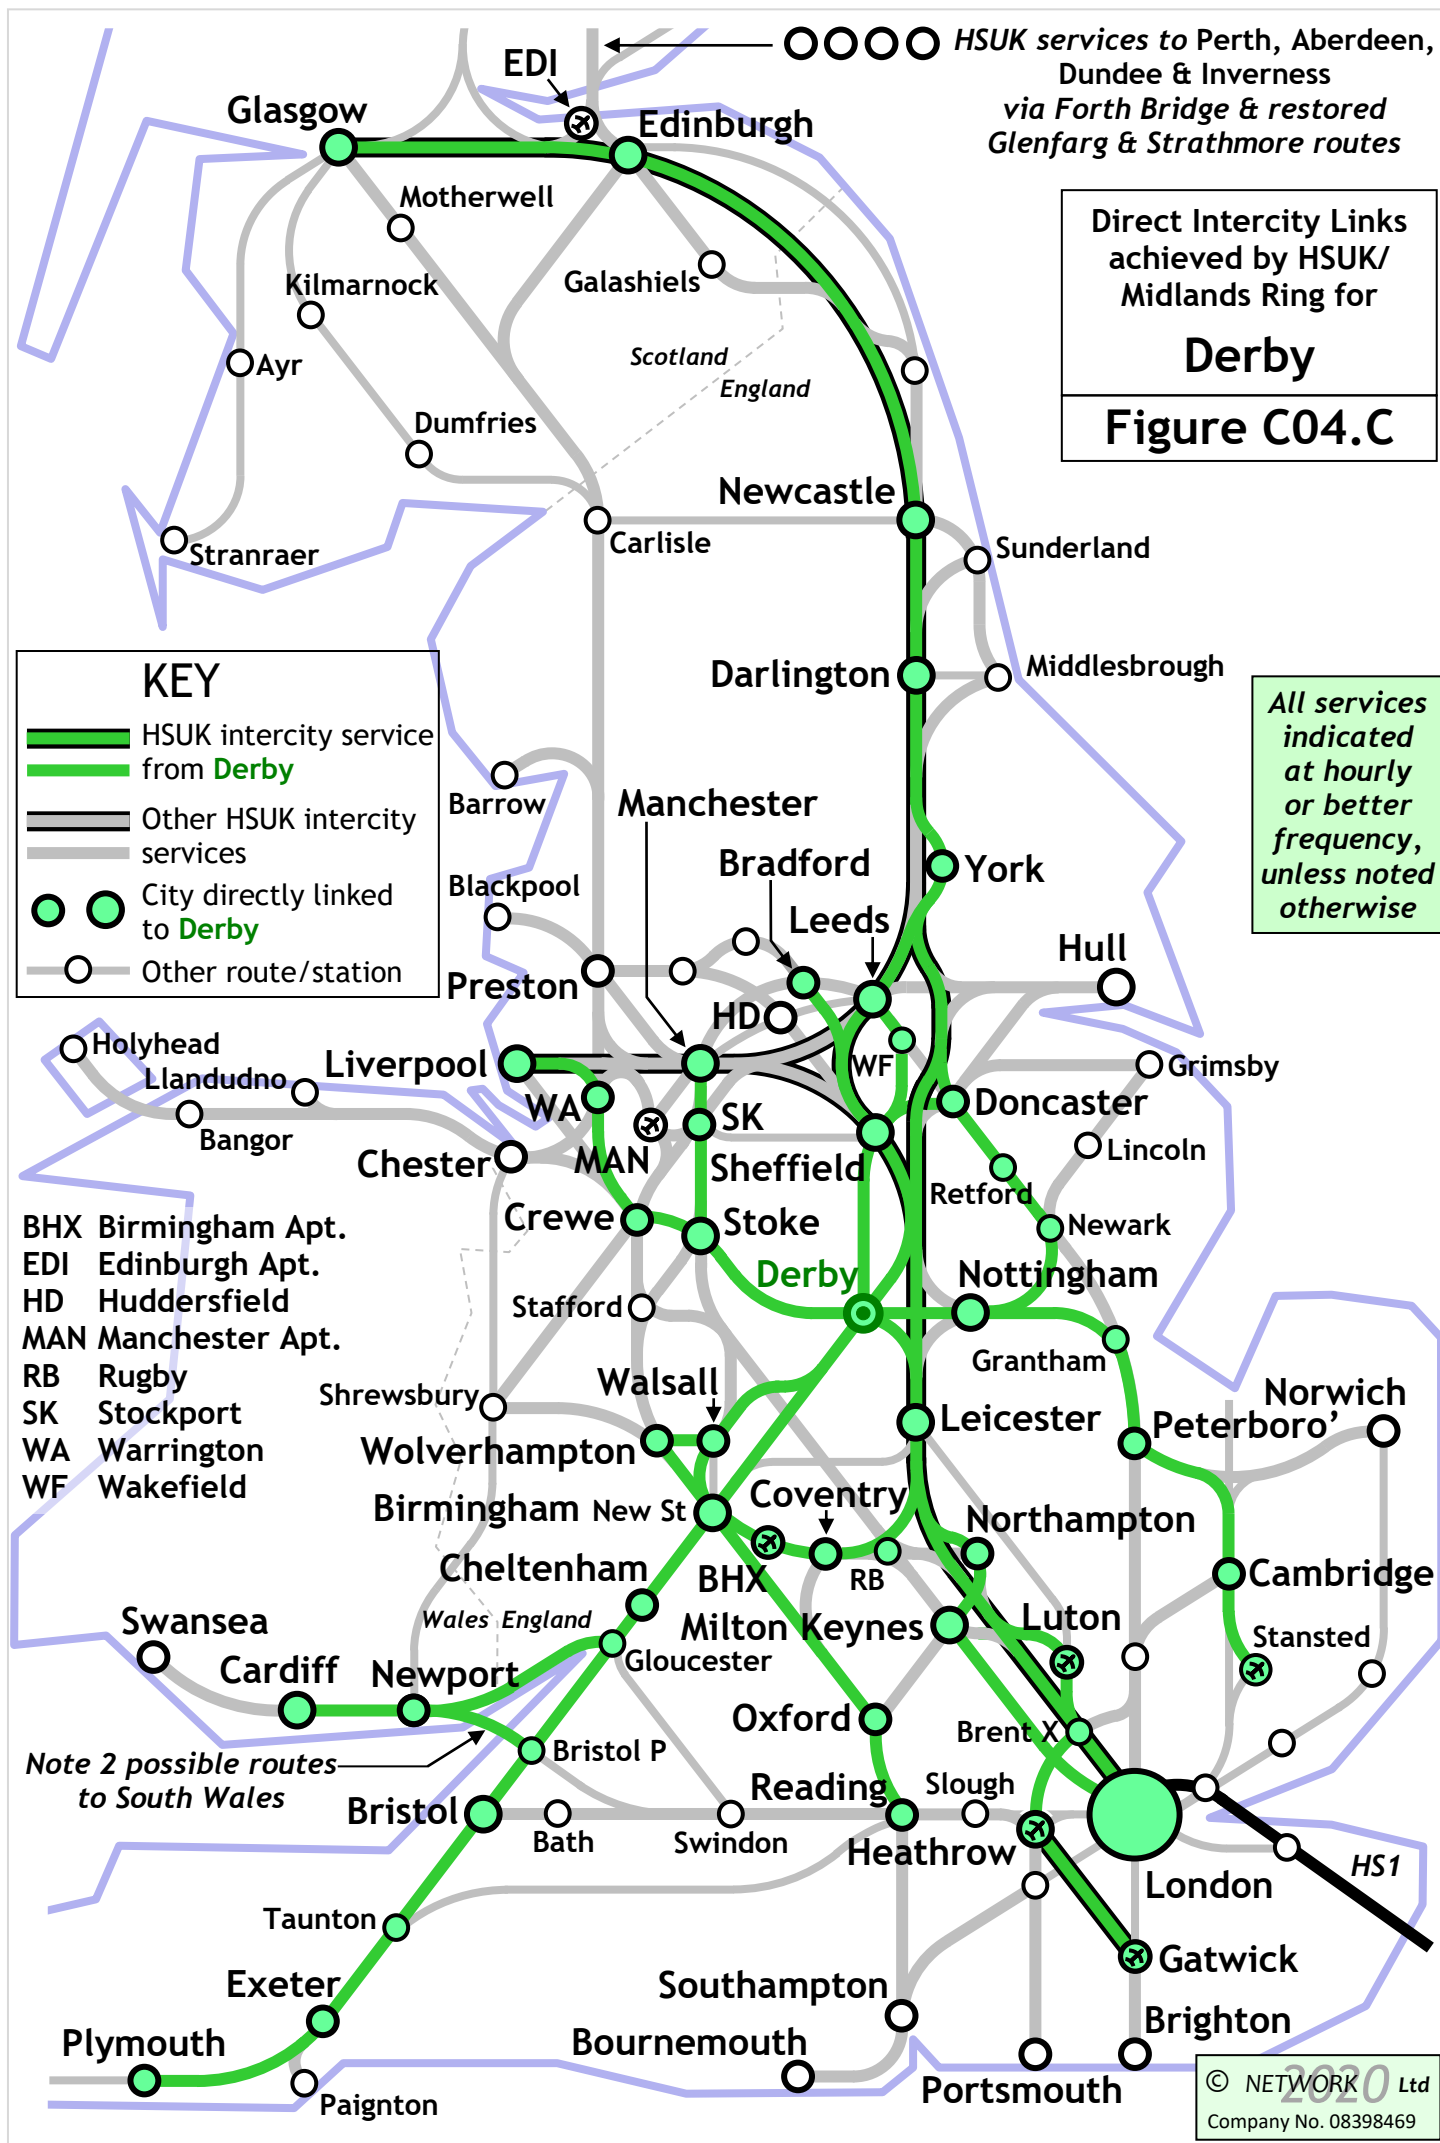 HSUK services to Perth, Aberdeen,
Dundee & Inverness
via Forth Bridge & restored
Glenfarg & Strathmore routes
EDI
Glasgow
Edinburgh
Direct Intercity Links
achieved by HSUK/
Midlands Ring for
Derby
Figure C04.C
Motherwell
Galashiels
Kilmarnock
Scotland
England
Ayr
Dumfries
Newcastle
Carlisle
Stranraer
Sunderland
Darlington
Middlesbrough
KEY
HSUK intercity service
from Derby
Other HSUK intercity
services
City directly linked
to Derby
Other route/station
All services
indicated
at hourly
or better
frequency,
unless noted
otherwise
Barrow
Manchester
Bradford
York
Blackpool
Leeds
Hull
Preston
HD
Holyhead
Llandudno
Liverpool
WF
Grimsby
WA
SK
Doncaster
Bangor
MAN
Lincoln
Chester
Sheffield
Retford
Crewe
Stoke
Newark
BHX Birmingham Apt.
EDI Edinburgh Apt.
HD Huddersfield
MAN Manchester Apt.
RB Rugby
SK Stockport
WA Warrington
WF Wakefield
Derby
Nottingham
Stafford
Grantham
Walsall
Shrewsbury
Norwich
Leicester
Peterboro’
Wolverhampton
Coventry
Birmingham New St
Northampton
Cheltenham
BHX
RB
Cambridge
Wales England
Milton Keynes
Luton
Swansea
Stansted
Cardiff
Newport
Gloucester
Oxford
Brent X
Note 2 possible routes
to South Wales
Bristol P
Reading
Slough
Bristol
Bath
Swindon
Heathrow
HS1
London
Taunton
Gatwick
Exeter
Southampton
Brighton
Plymouth
Bournemouth
Paignton
Portsmouth
© NETWORK 2020 Ltd
Company No. 08398469